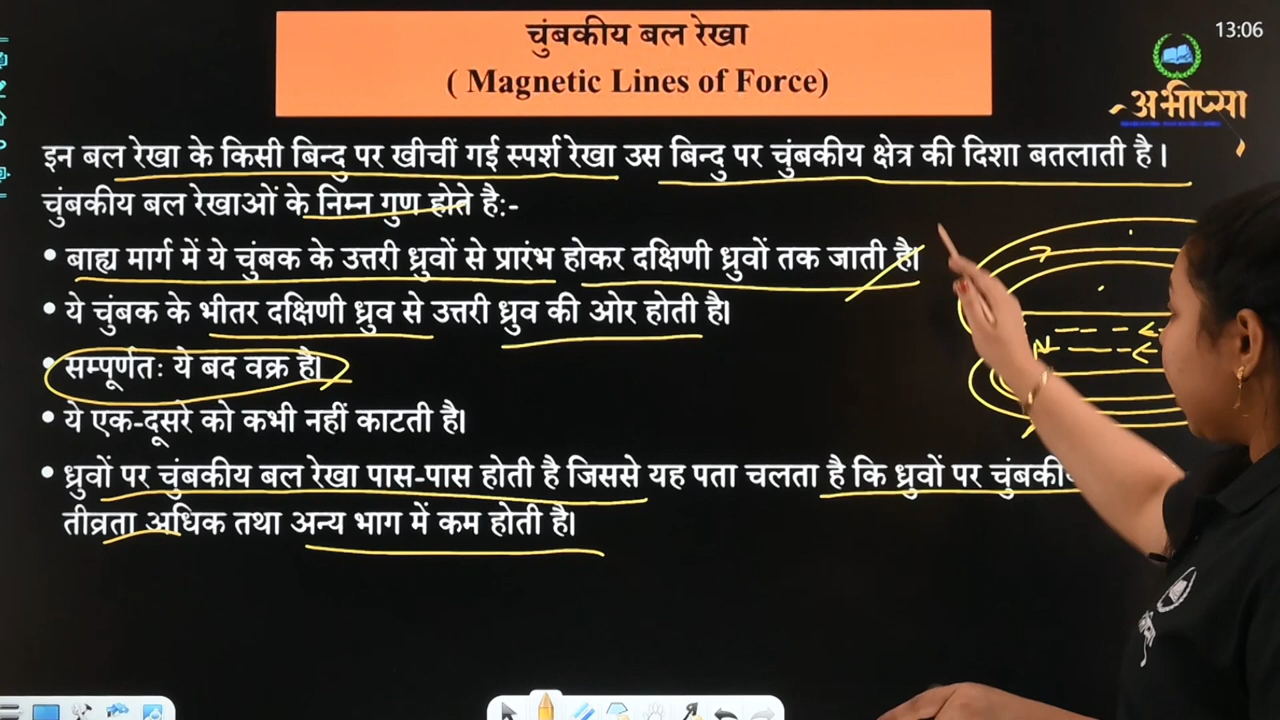 चुंबकीय बल रेखा
( Magnetic Lines of Force)
13:06
अभीप्सा
इन बल रेखा के किसी बिन्दु पर खीचीं गई स्पर्श रेखा उस बिन्दु पर चुंबकीय क्षेत्र की दिशा बतलाती है ।
चुंबकीय बल रेखाओं के निम्न गुण होते है:-
• बाह्य मार्ग में ये चुंबक के उत्तरी ध्रुवों से प्रारंभ होकर दक्षिणी ध्रुवों तक जाती है।
• ये चुंबक के भीतर दक्षिणी ध्रुव से उत्तरी ध्रुव की ओर होती है।
• सम्पूर्णतः ये बद वक्र है।
• ये एक-दूसरे को कभी नहीं काटती है।
• ध्रुवों पर चुंबकीय बल रेखा पास-पास होती है जिससे यह पता चलता है कि ध्रुवों पर
तीव्रता अधिक तथा अन्य भाग में कम होती है।
N